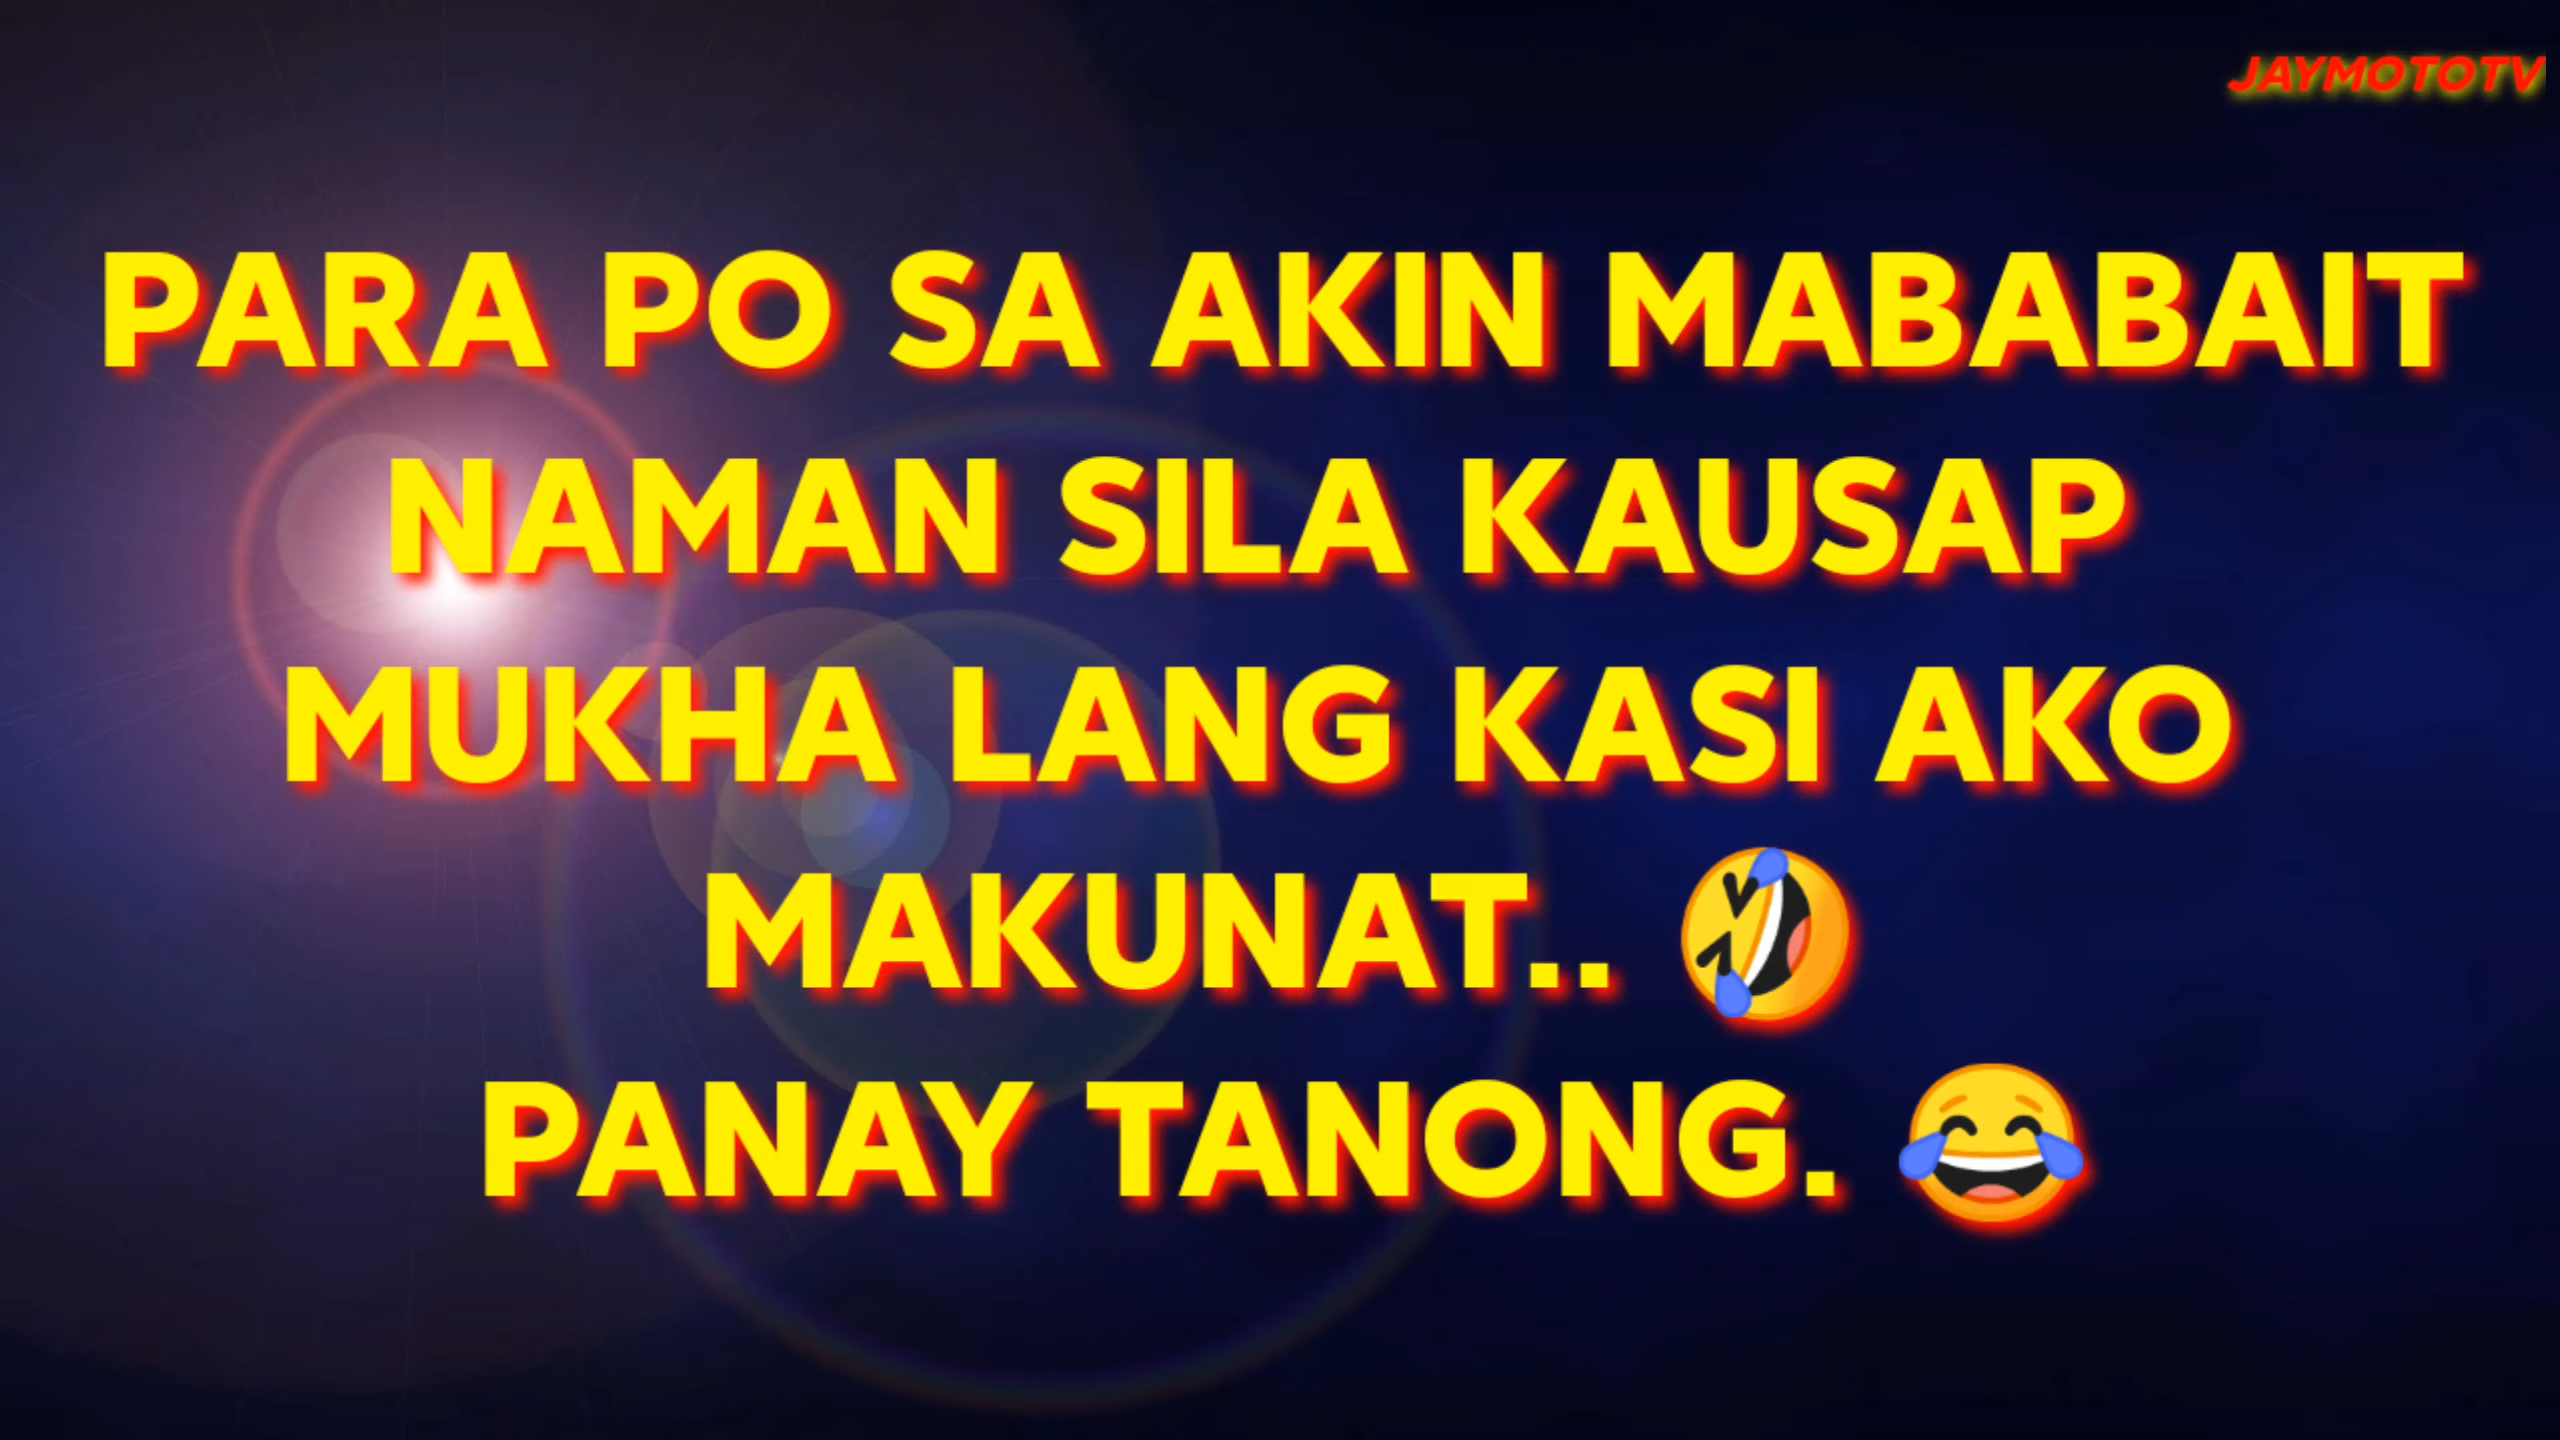 JAYMOTOTV
PARA PO SA AKIN MABABAIT
NAMAN SILA KAUSAP
MUKHA LANG KASI AKO
MAKUNAT.. 🤣
PANAY TANONG. 😂